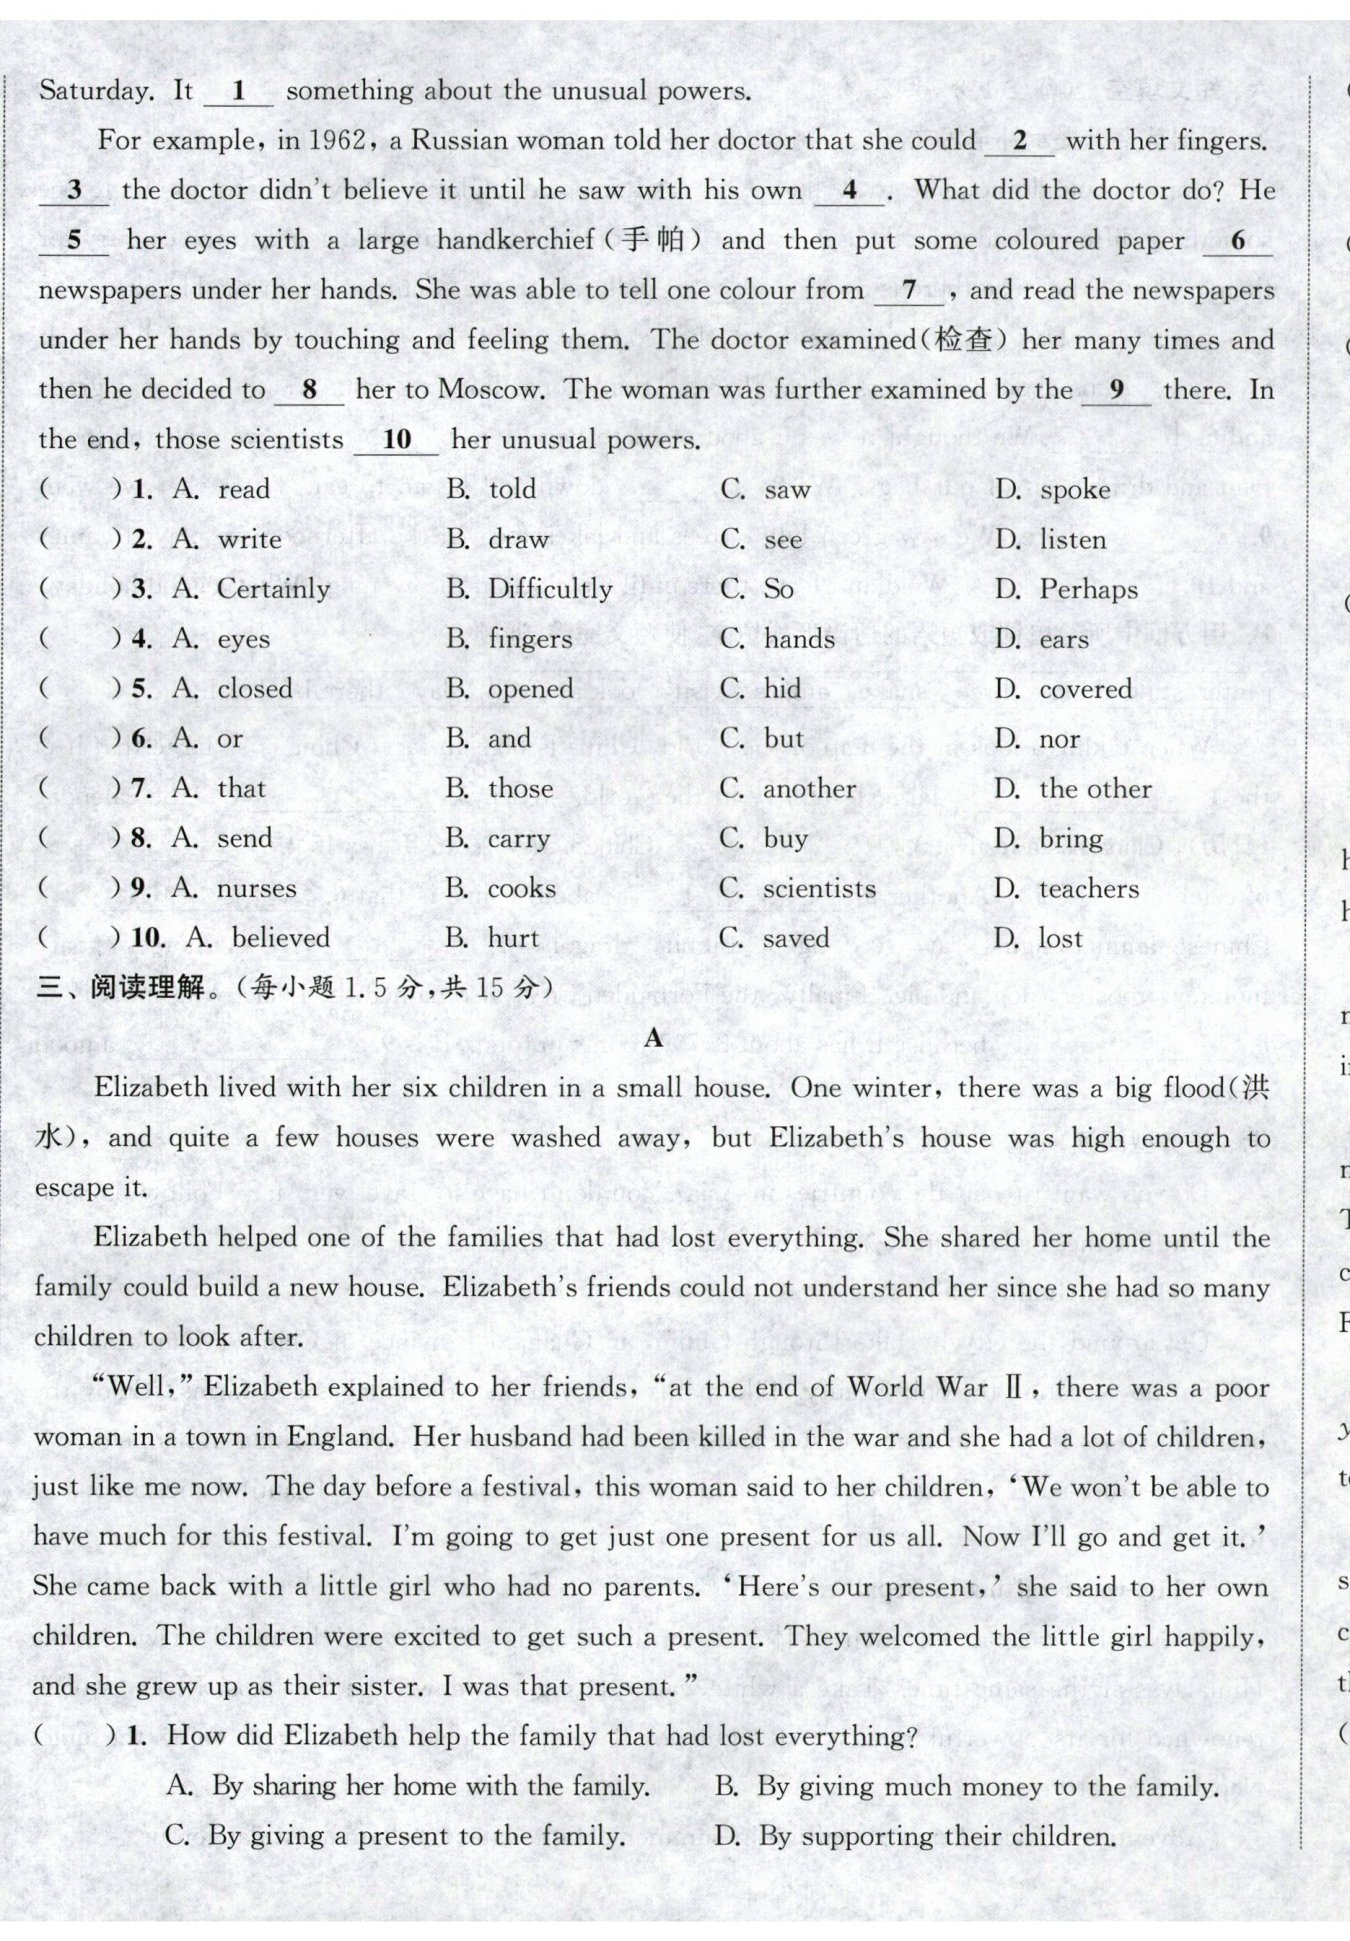 Saturday. It 1 something about the unusual powers.
For example, in 1962, a Russian woman told her doctor that she could 2 with her fingers.
3 the doctor didn't believe it until he saw with his own 4 . What did the doctor do? He
5 her eyes with a large handkerchief(手帕) and then put some coloured paper 6
newspapers under her hands. She was able to tell one colour from 7 , and read the newspapers
under her hands by touching and feeling them. The doctor examined(检查) her many times and
then he decided to 8 her to Moscow. The woman was further examined by the 9 there. In
the end, those scientists 10 her unusual powers.
( ) 1. A. read B. told C. saw D. spoke
( ) 2. A. write B. draw C. see D. listen
( ) 3. A. Certainly B. Difficultly C. So D. Perhaps
( ) 4. A. eyes B. fingers C. hands D. ears
( ) 5. A. closed B. opened C. hid D. covered
( ) 6. A. or B. and C. but D. nor
( ) 7. A. that B. those C. another D. the other
( ) 8. A. send B. carry C. buy D. bring
( ) 9. A. nurses B. cooks C. scientists D. teachers
( ) 10. A. believed B. hurt C. saved D. lost
三、阅读理解。(每小题 1.5 分,共 15 分)
A
Elizabeth lived with her six children in a small house. One winter, there was a big flood(洪
水), and quite a few houses were washed away, but Elizabeth's house was high enough to
escape it.
Elizabeth helped one of the families that had lost everything. She shared her home until the
family could build a new house. Elizabeth's friends could not understand her since she had so many
children to look after.
“Well,” Elizabeth explained to her friends, “at the end of World War Ⅱ, there was a poor
woman in a town in England. Her husband had been killed in the war and she had a lot of children,
just like me now. The day before a festival, this woman said to her children, ‘We won't be able to
have much for this festival. I'm going to get just one present for us all. Now I'll go and get it.’
She came back with a little girl who had no parents. ‘Here's our present,’ she said to her own
children. The children were excited to get such a present. They welcomed the little girl happily,
and she grew up as their sister. I was that present.”
( ) 1. How did Elizabeth help the family that had lost everything?
A. By sharing her home with the family. B. By giving much money to the family.
C. By giving a present to the family. D. By supporting their children.